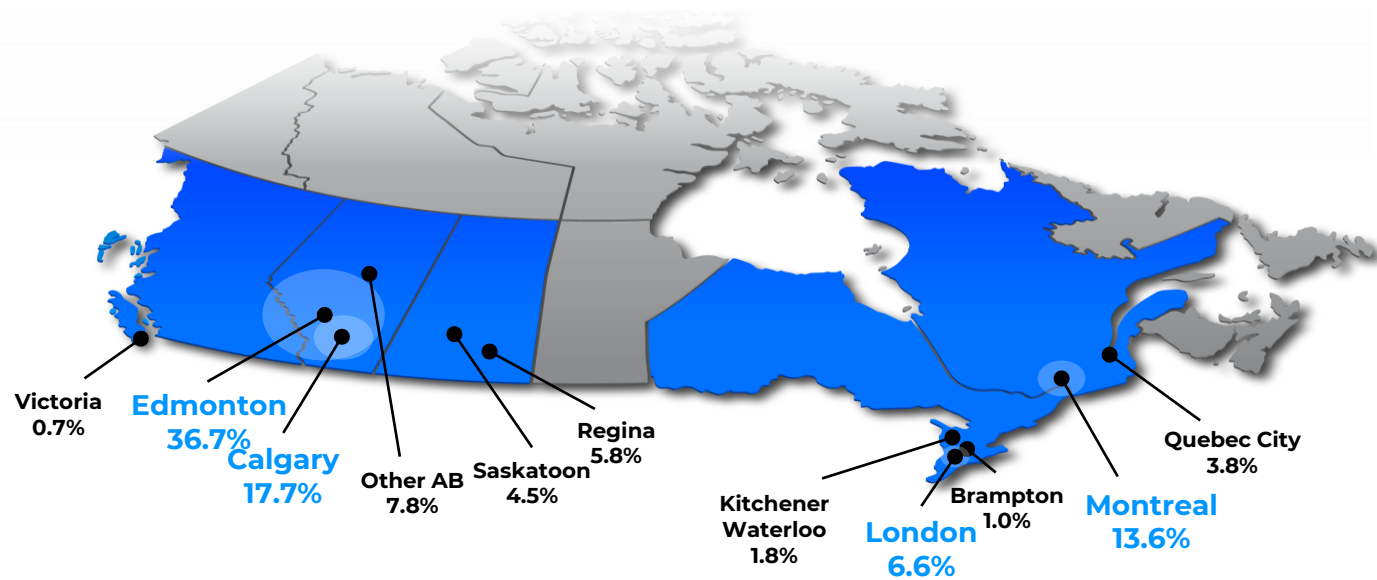 Victoria
0.7%
Edmonton
36.7%
Calgary
17.7%
Other AB
7.8%
Saskatoon
4.5%
Regina
5.8%
Kitchener
Waterloo
1.8%
London
6.6%
Brampton
1.0%
Montreal
13.6%
Quebec City
3.8%